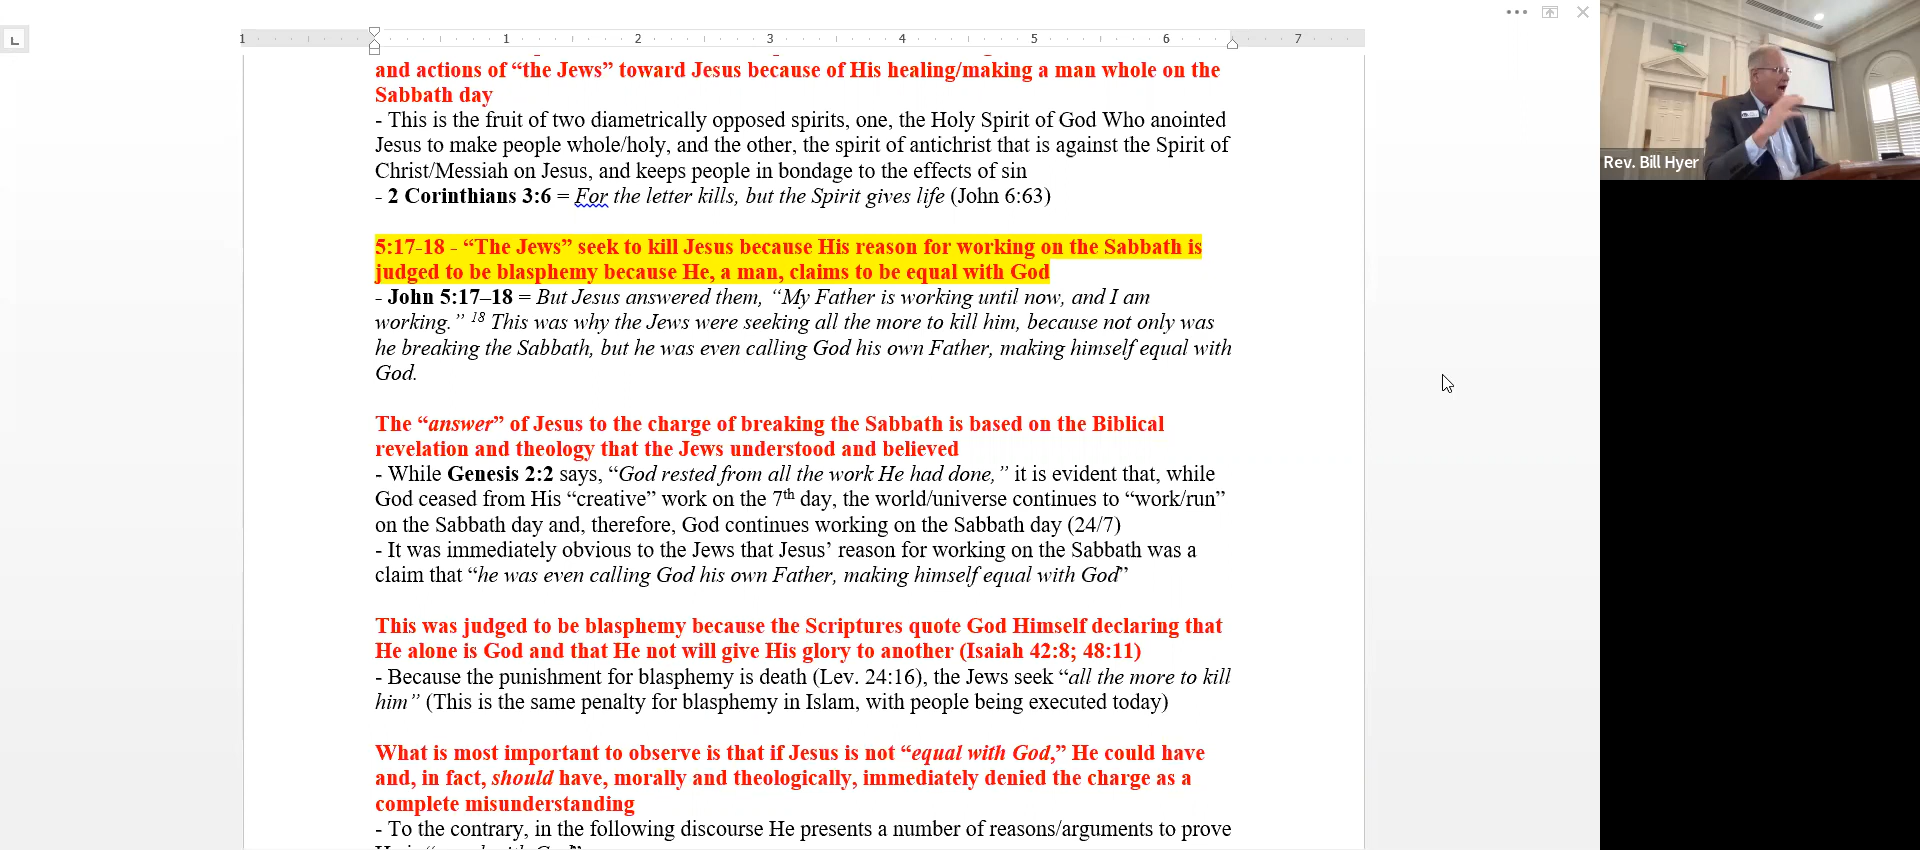 1 1 2 3 4 5 6 7
and actions of “the Jews” toward Jesus because of His healing/making a man whole on the
Sabbath day
- This is the fruit of two diametrically opposed spirits, one, the Holy Spirit of God Who anointed
Jesus to make people whole/holy, and the other, the spirit of antichrist that is against the Spirit of
Christ/Messiah on Jesus, and keeps people in bondage to the effects of sin
- 2 Corinthians 3:6 = For the letter kills, but the Spirit gives life (John 6:63)
5:17-18 - “The Jews” seek to kill Jesus because His reason for working on the Sabbath is
judged to be blasphemy because He, a man, claims to be equal with God
- John 5:17–18 = But Jesus answered them, “My Father is working until now, and I am
working.” 18 This was why the Jews were seeking all the more to kill him, because not only was
he breaking the Sabbath, but he was even calling God his own Father, making himself equal with
God.
The “answer” of Jesus to the charge of breaking the Sabbath is based on the Biblical
revelation and theology that the Jews understood and believed
- While Genesis 2:2 says, “God rested from all the work He had done,” it is evident that, while
God ceased from His “creative” work on the 7th day, the world/universe continues to “work/run”
on the Sabbath day and, therefore, God continues working on the Sabbath day (24/7)
- It was immediately obvious to the Jews that Jesus’ reason for working on the Sabbath was a
claim that “he was even calling God his own Father, making himself equal with God”
This was judged to be blasphemy because the Scriptures quote God Himself declaring that
He alone is God and that He not will give His glory to another (Isaiah 42:8; 48:11)
- Because the punishment for blasphemy is death (Lev. 24:16), the Jews seek “all the more to kill
him” (This is the same penalty for blasphemy in Islam, with people being executed today)
What is most important to observe is that if Jesus is not “equal with God,” He could have
and, in fact, should have, morally and theologically, immediately denied the charge as a
complete misunderstanding
- To the contrary, in the following discourse He presents a number of reasons/arguments to prove
Rev. Bill Hyer